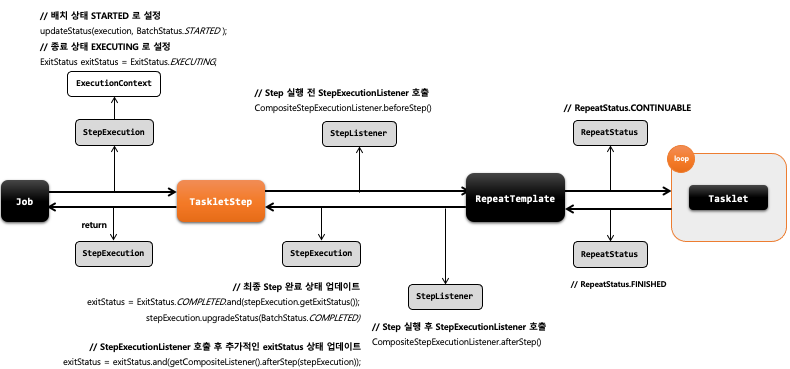 // 배치 상태 STARTED 로 설정
updateStatus(execution, BatchStatus.STARTED );
// 종료 상태 EXECUTING 로 설정
ExitStatus exitStatus = ExitStatus.EXECUTING;
ExecutionContext
StepExecution
// Step 실행 전 StepExecutionListener 호출
CompositeStepExecutionListener.beforeStep()
StepListener
// RepeatStatus.CONTINUABLE
RepeatStatus
loop
Job
TaskletStep
RepeatTemplate
Tasklet
return
StepExecution
StepExecution
RepeatStatus
// RepeatStatus.FINISHED
StepListener
// 최종 Step 완료 상태 업데이트
exitStatus = ExitStatus.COMPLETED.and(stepExecution.getExitStatus());
stepExecution.upgradeStatus(BatchStatus.COMPLETED)
// Step 실행 후 StepExecutionListener 호출
CompositeStepExecutionListener.afterStep()
// StepExecutionListener 호출 후 추가적인 exitStatus 상태 업데이트
exitStatus = exitStatus.and(getCompositeListener().afterStep(stepExecution));